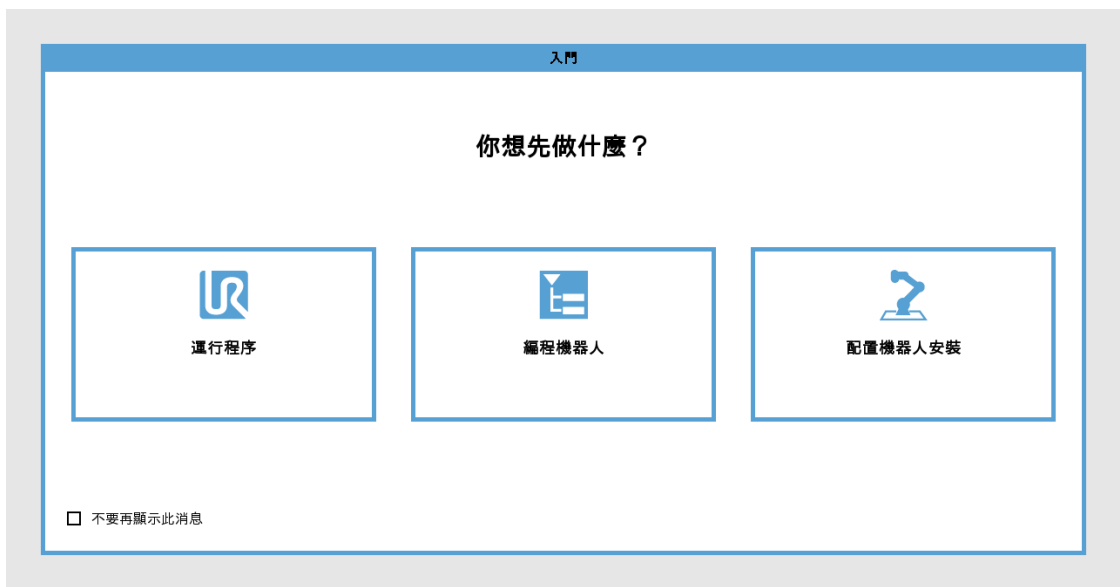 入門
你想先做什麼？
運行程序
編程機器人
配置機器人安裝
不要再顯示此消息